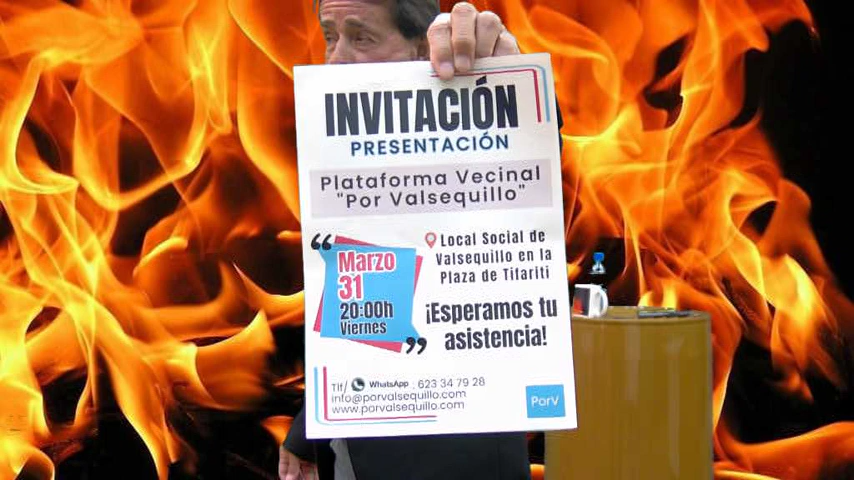 INVITACIÓN
PRESENTACIÓN
Plataforma Vecinal
"Por Valsequillo"
Marzo
31
20:00h
Viernes
Local Social de
Valsequillo en la
Plaza de Tilariti
¡Esperamos tu
asistencia!
Tlf/ WhatsApp : 623 34 79 28
info@porvalsequillo.com
www.porvalsequillo.com
PorV